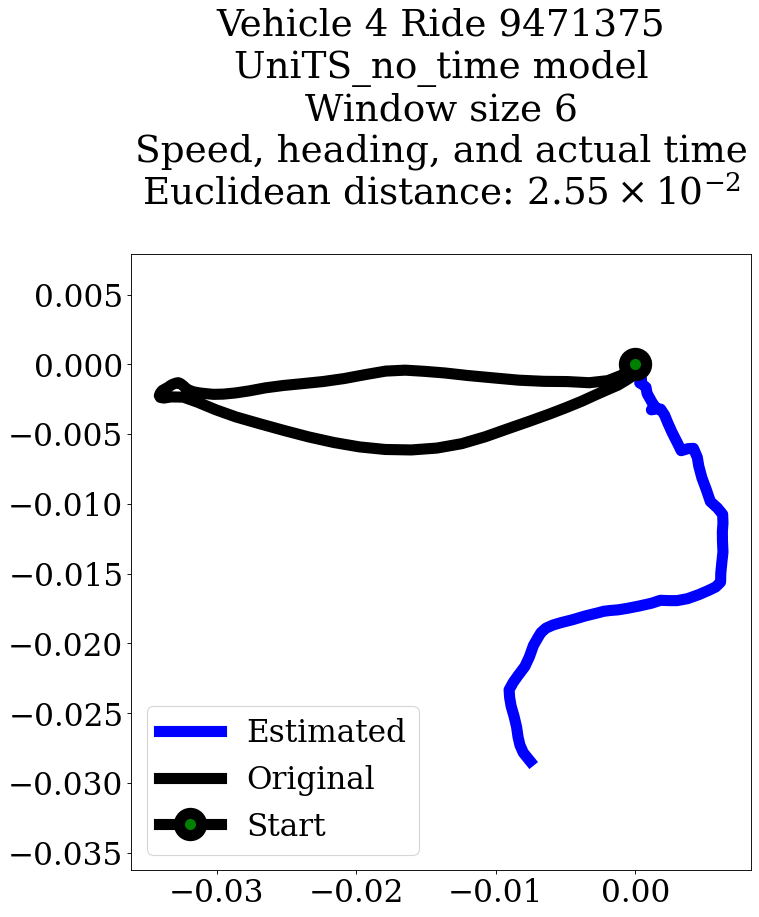 Vehicle 4 Ride 9471375
UniTS_no_time model
Window size 6
Speed, heading, and actual time
Euclidean distance: 2.55 × 10⁻²
0.005
0.000
−0.005
−0.010
−0.015
−0.020
−0.025
−0.030
−0.035
Estimated
Original
Start
−0.03 −0.02 −0.01 0.00